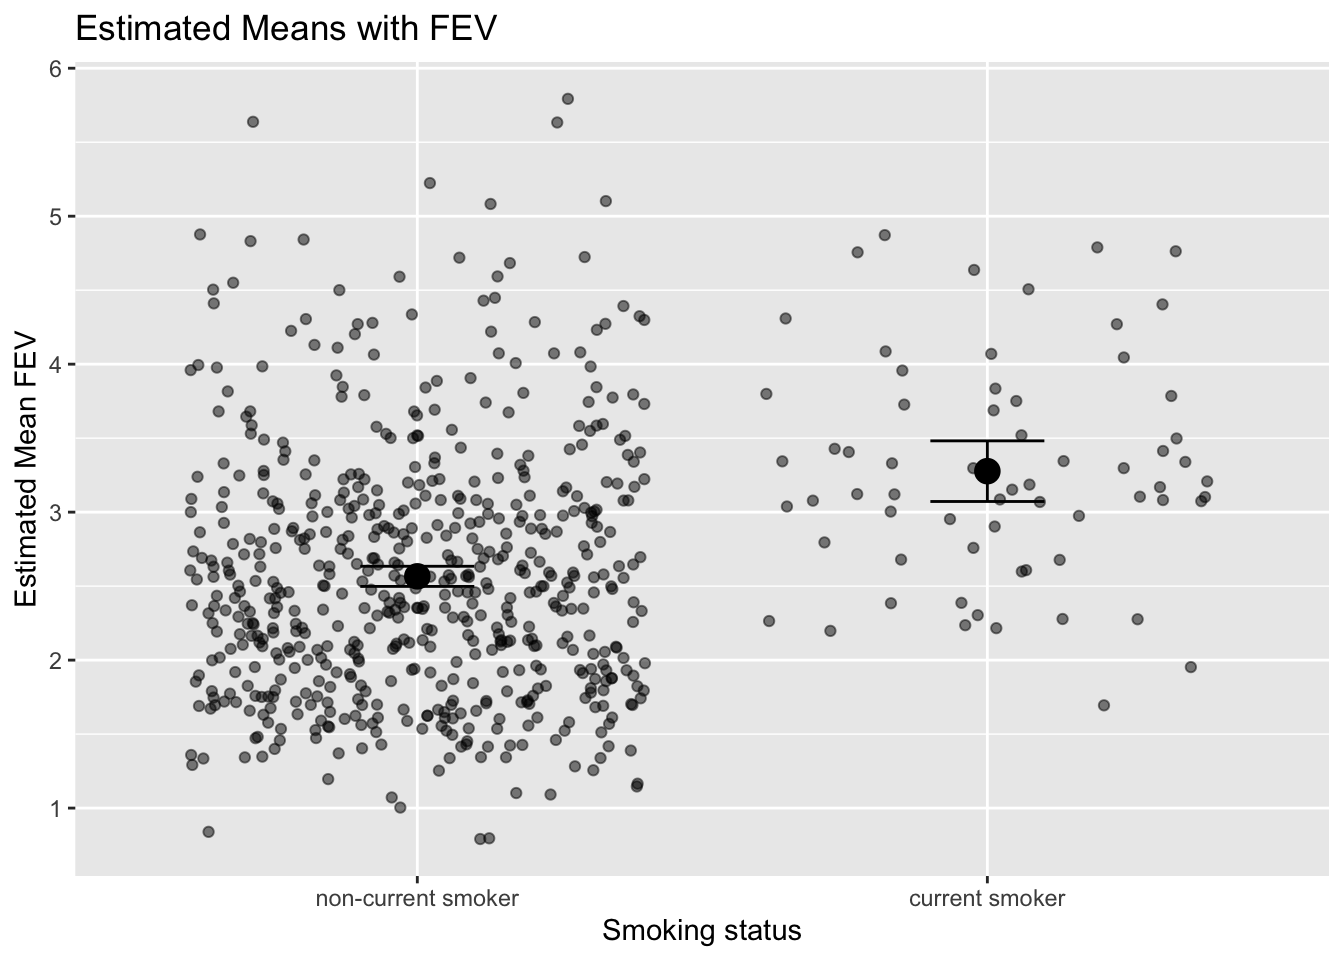 Estimated Means with FEV
Estimated Mean FEV
6
5
4
3
2
1
non-current smoker
current smoker
Smoking status